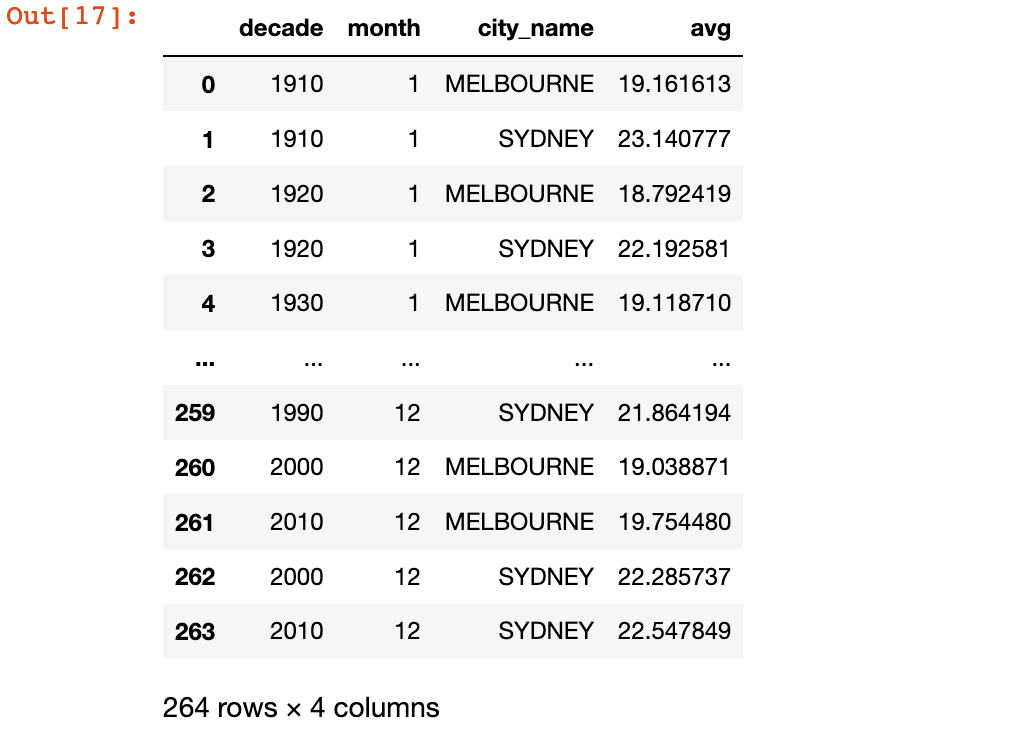 Out[17]:
decade month city_name avg
0 1910 1 MELBOURNE 19.161613
1 1910 1 SYDNEY 23.140777
2 1920 1 MELBOURNE 18.792419
3 1920 1 SYDNEY 22.192581
4 1930 1 MELBOURNE 19.118710
... ... ... ... ...
259 1990 12 SYDNEY 21.864194
260 2000 12 MELBOURNE 19.038871
261 2010 12 MELBOURNE 19.754480
262 2000 12 SYDNEY 22.285737
263 2010 12 SYDNEY 22.547849
264 rows × 4 columns